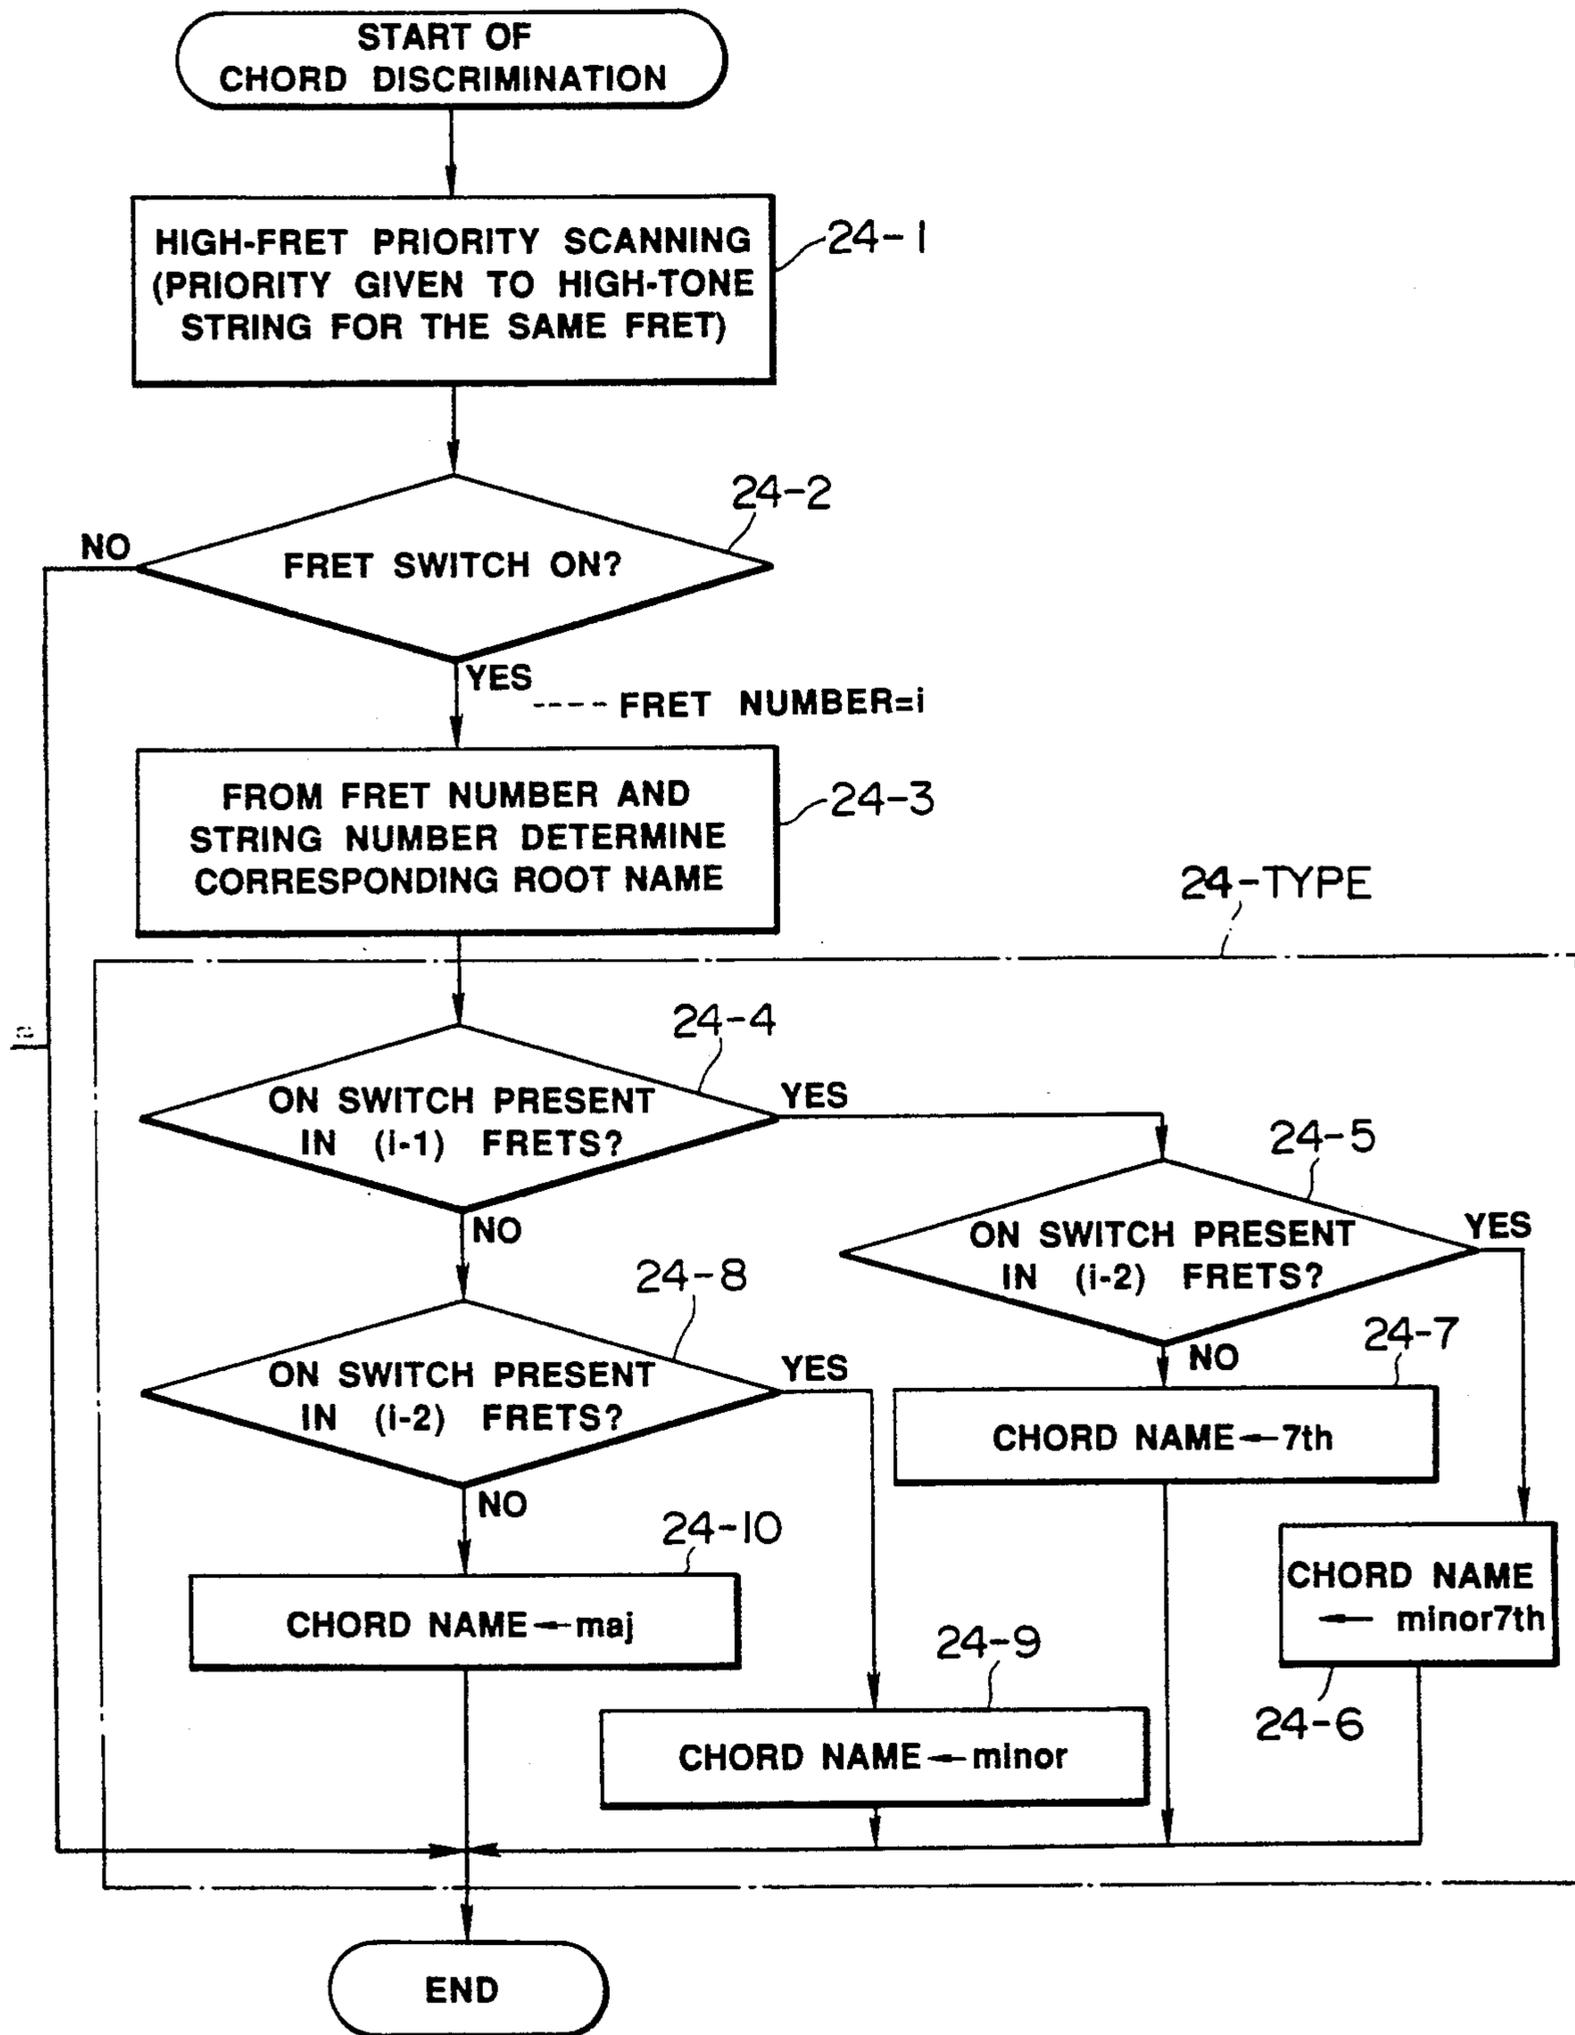 START OF
CHORD DISCRIMINATION
HIGH-FRET PRIORITY SCANNING
(PRIORITY GIVEN TO HIGH-TONE
STRING FOR THE SAME FRET)
24-1
24-2
NO
FRET SWITCH ON?
YES
---- FRET NUMBER=i
FROM FRET NUMBER AND
STRING NUMBER DETERMINE
CORRESPONDING ROOT NAME
24-3
24-TYPE
24-4
ON SWITCH PRESENT
IN (i-1) FRETS?
YES
NO
24-5
ON SWITCH PRESENT
IN (i-2) FRETS?
YES
NO
24-8
ON SWITCH PRESENT
IN (i-2) FRETS?
YES
NO
24-7
CHORD NAME←7th
CHORD NAME
← minor7th
24-6
24-10
CHORD NAME←maj
24-9
CHORD NAME←minor
END